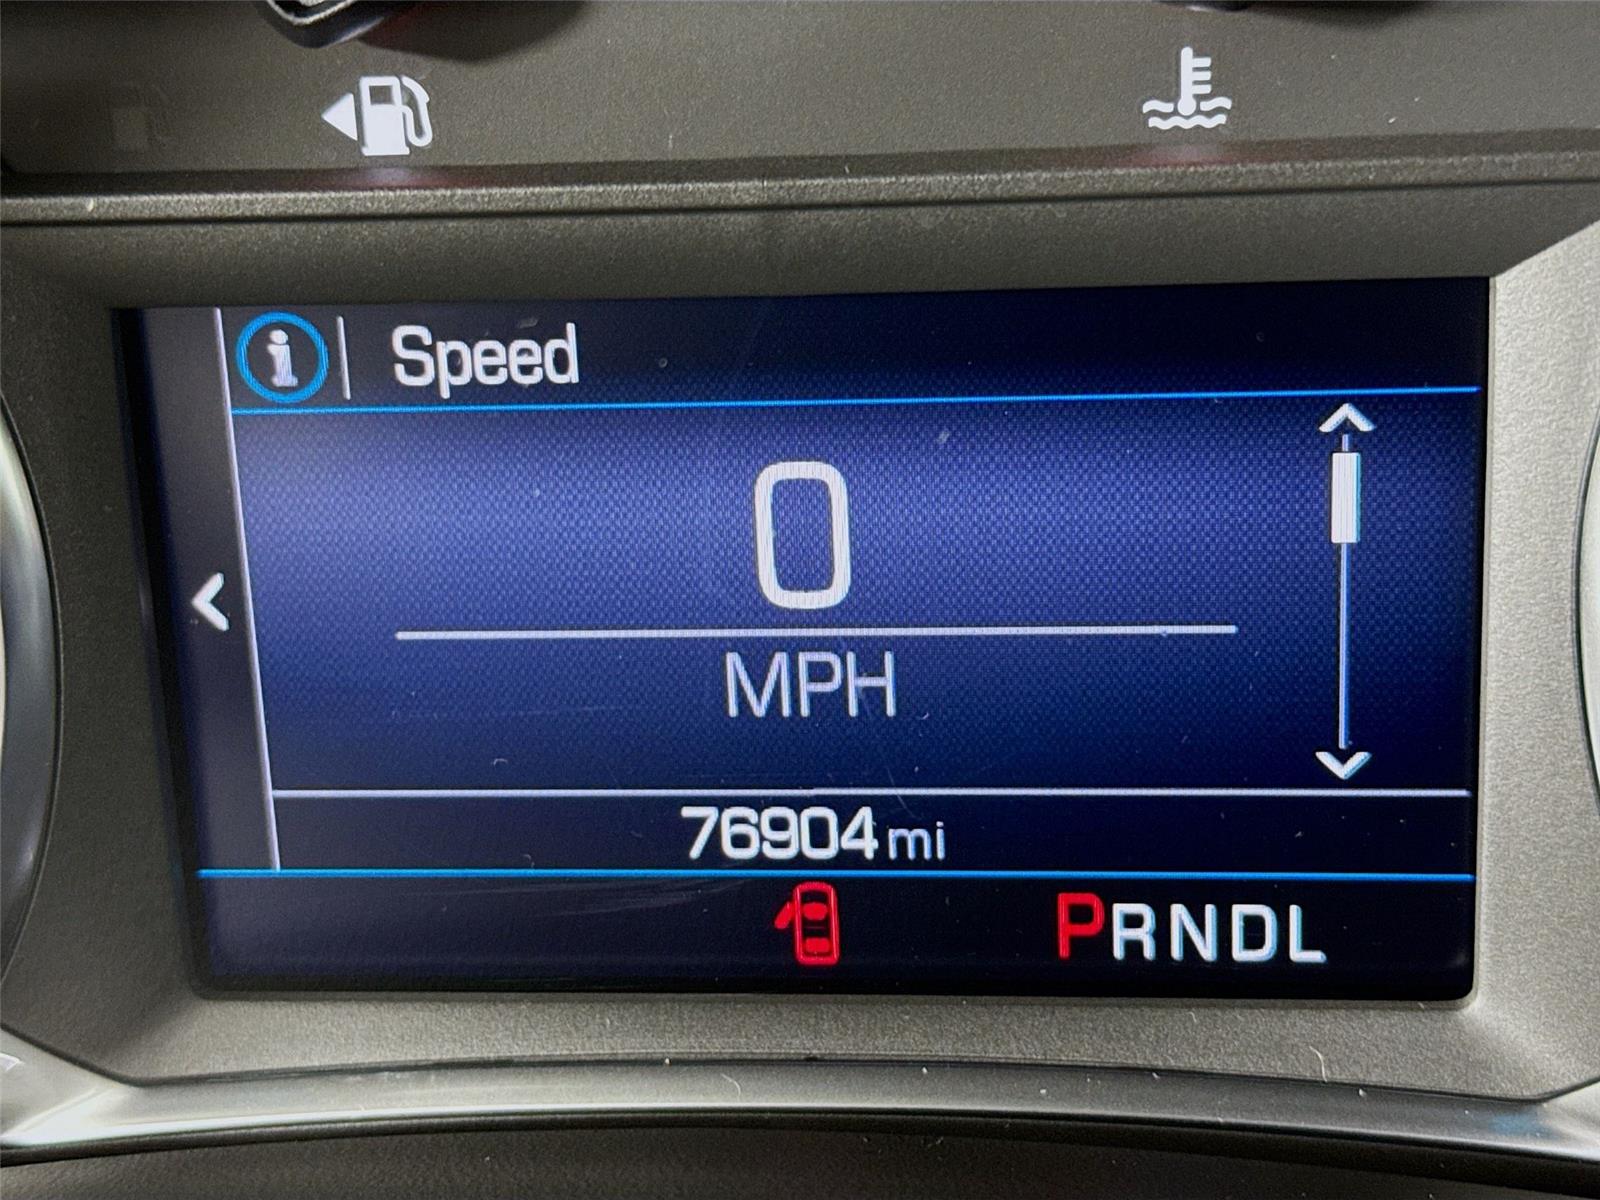 Speed
0
MPH
76904 mi
PRNDL